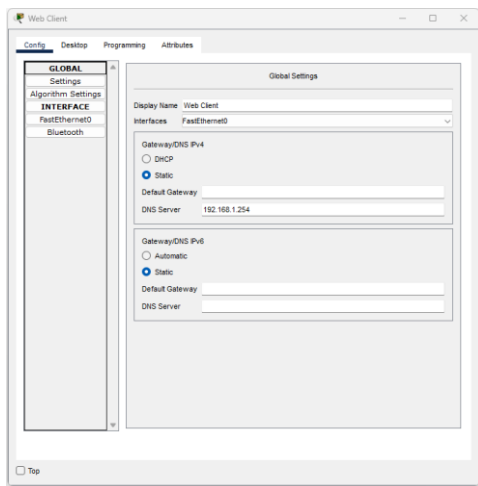 Web Client
Config Desktop Programming Attributes
GLOBAL
Settings
Algorithm Settings
INTERFACE
FastEthernet0
Bluetooth
Global Settings
Display Name Web Client
Interfaces FastEthernet0
Gateway/DNS IPv4
DHCP
Static
Default Gateway
DNS Server 192.168.1.254
Gateway/DNS IPv6
Automatic
Static
Default Gateway
DNS Server
Top